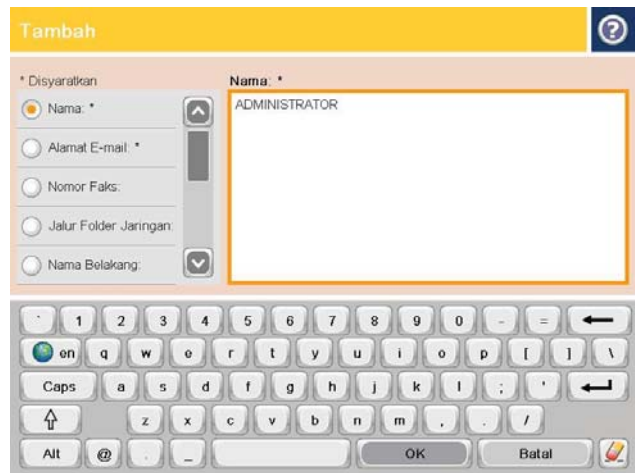 Tambah
?
* Disyaratkan
Nama: *
Nama: *
ADMINISTRATOR
Alamat E-mail: *
Nomor Faks:
Jalur Folder Jaringan:
Nama Belakang:
` 1 2 3 4 5 6 7 8 9 0 - =
en q w e r t y u i o p [ ] \
Caps a s d f g h j k l ; '
z x c v b n m , . /
Alt @ . _ OK Batal